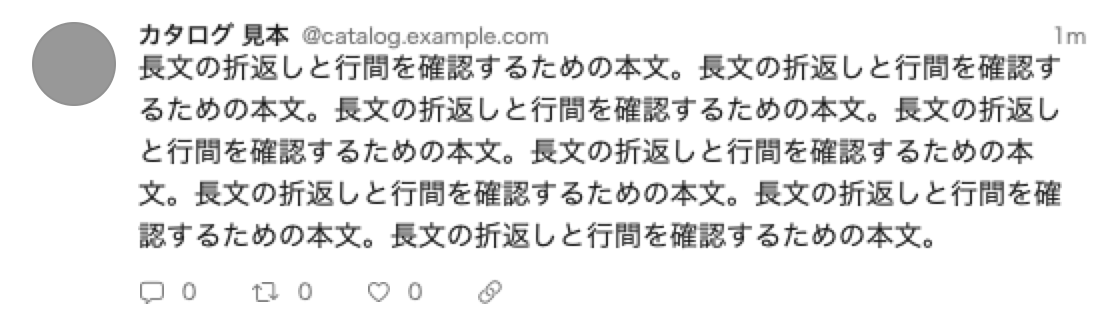 カタログ 見本 @catalog.example.com 1m
長文の折返しと行間を確認するための本文。長文の折返しと行間を確認す
るための本文。長文の折返しと行間を確認するための本文。長文の折返し
と行間を確認するための本文。長文の折返しと行間を確認するための本
文。長文の折返しと行間を確認するための本文。長文の折返しと行間を確
認するための本文。長文の折返しと行間を確認するための本文。
0 0 0